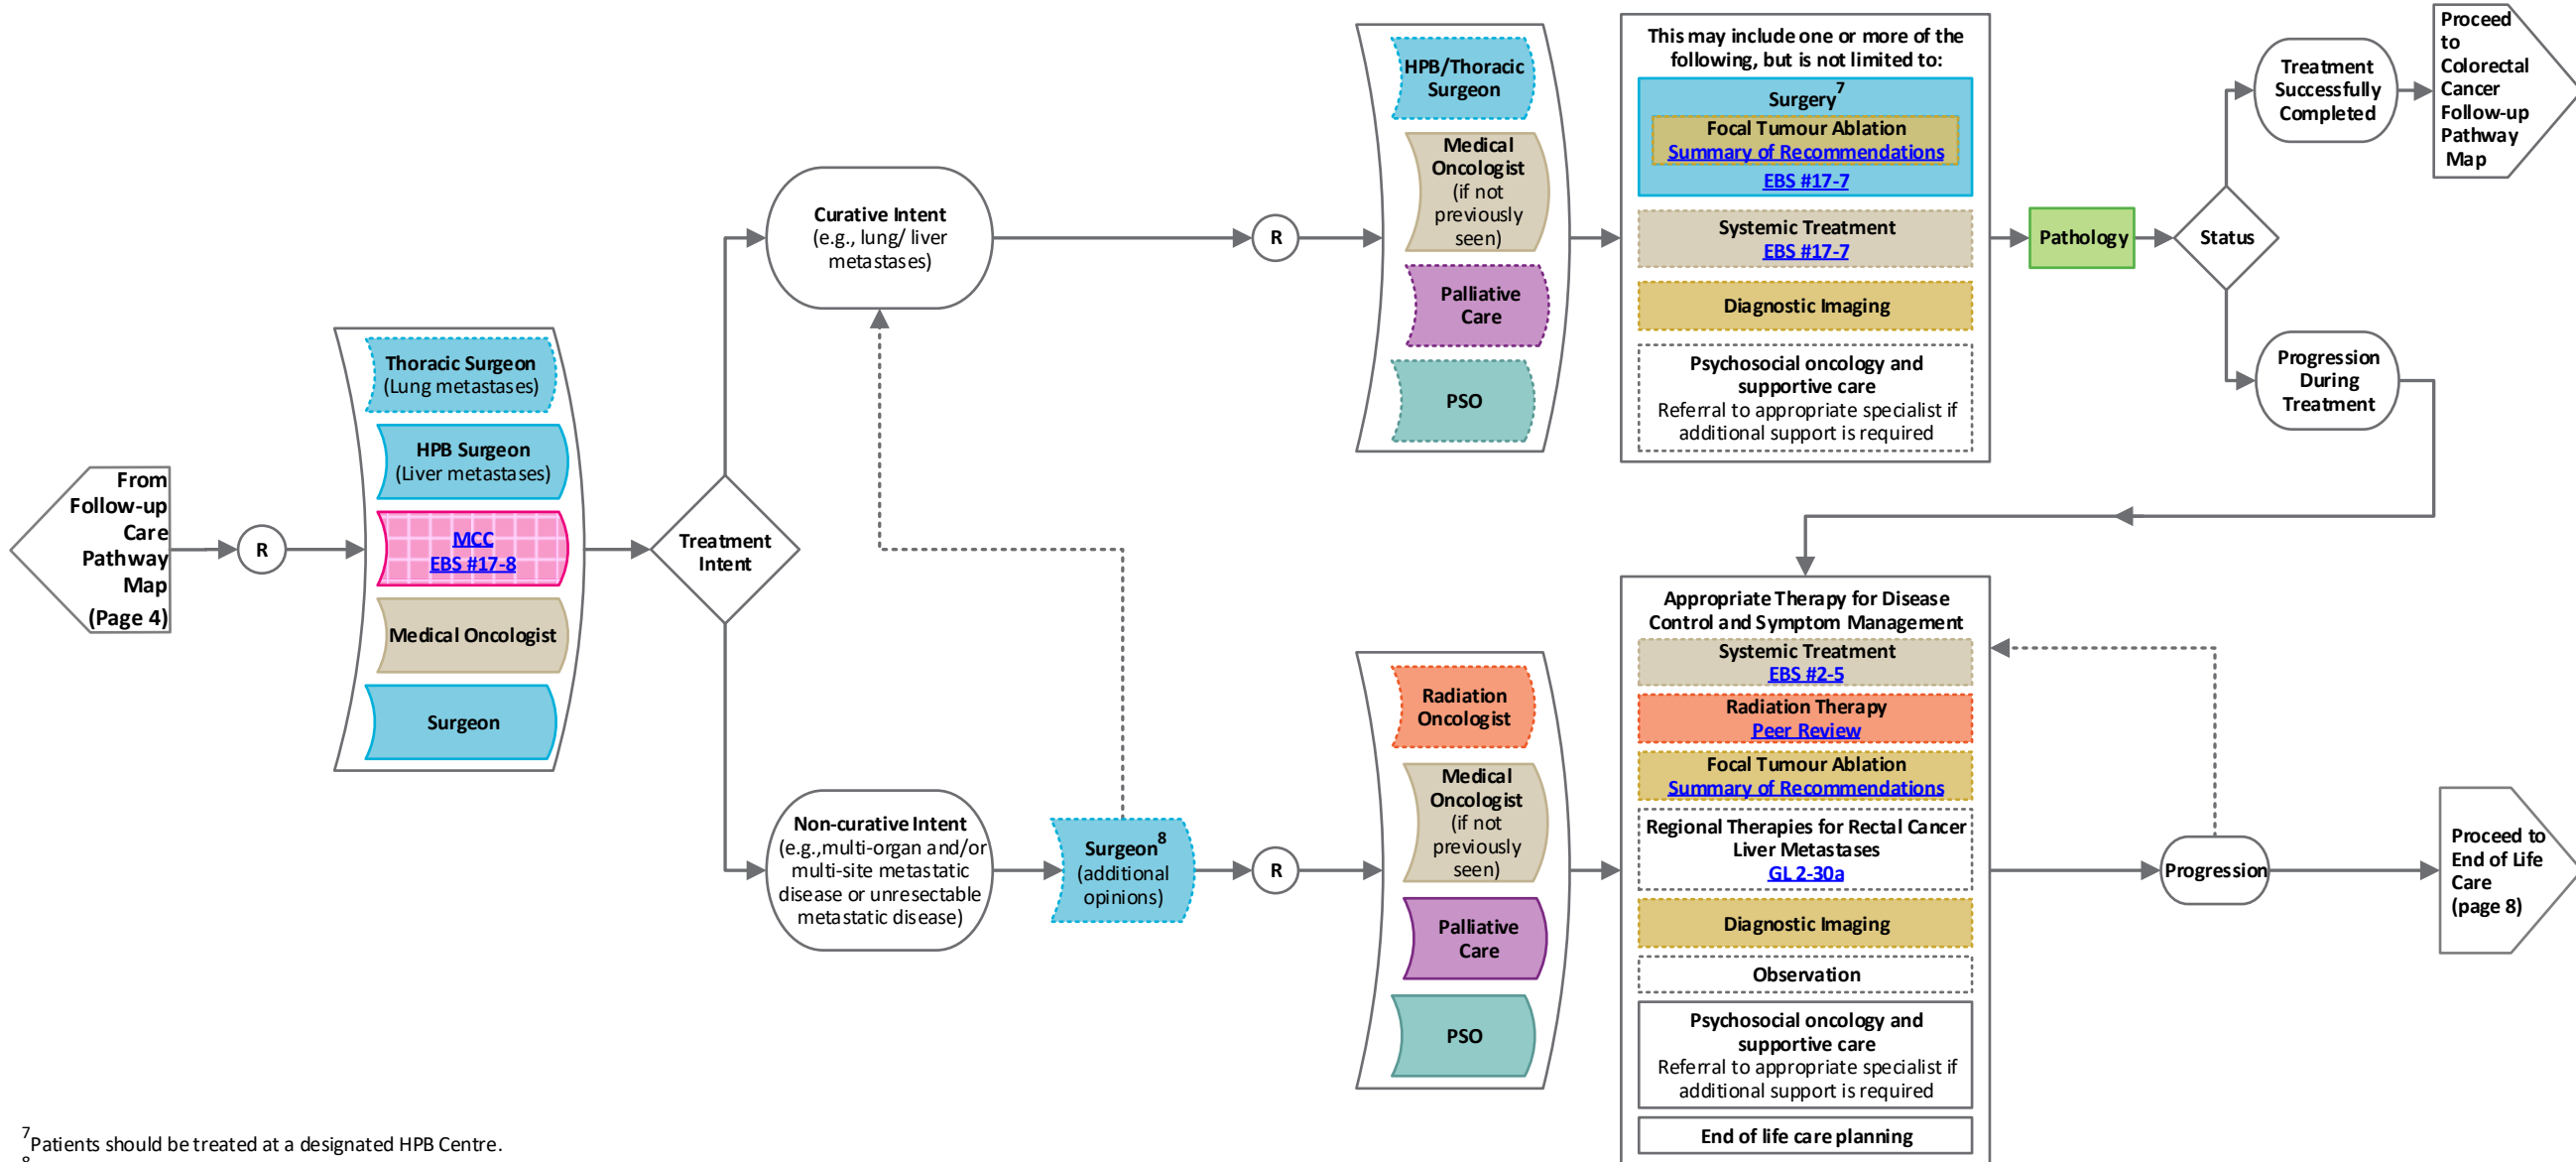 From
Follow-up
Care
Pathway
Map
(Page 4)
R
Thoracic Surgeon
(Lung metastases)
HPB Surgeon
(Liver metastases)
MCC
EBS #17-8
Medical Oncologist
Surgeon
Treatment
Intent
Curative Intent
(e.g., lung/ liver
metastases)
R
HPB/Thoracic
Surgeon
Medical
Oncologist
(if not
previously
seen)
Palliative
Care
PSO
This may include one or more of the
following, but is not limited to:
Surgery7
Focal Tumour Ablation
Summary of Recommendations
EBS #17-7
Systemic Treatment
EBS #17-7
Diagnostic Imaging
Psychosocial oncology and
supportive care
Referral to appropriate specialist if
additional support is required
Pathology
Status
Treatment
Successfully
Completed
Proceed
to
Colorectal
Cancer
Follow-up
Pathway
Map
Progression
During
Treatment
Non-curative Intent
(e.g.,multi-organ and/or
multi-site metastatic
disease or unresectable
metastatic disease)
Surgeon8
(additional
opinions)
R
Radiation
Oncologist
Medical
Oncologist
(if not
previously
seen)
Palliative
Care
PSO
Appropriate Therapy for Disease
Control and Symptom Management
Systemic Treatment
EBS #2-5
Radiation Therapy
Peer Review
Focal Tumour Ablation
Summary of Recommendations
Regional Therapies for Rectal Cancer
Liver Metastases
GL 2-30a
Diagnostic Imaging
Observation
Psychosocial oncology and
supportive care
Referral to appropriate specialist if
additional support is required
End of life care planning
Progression
Proceed to
End of Life
Care
(page 8)
7Patients should be treated at a designated HPB Centre.
8